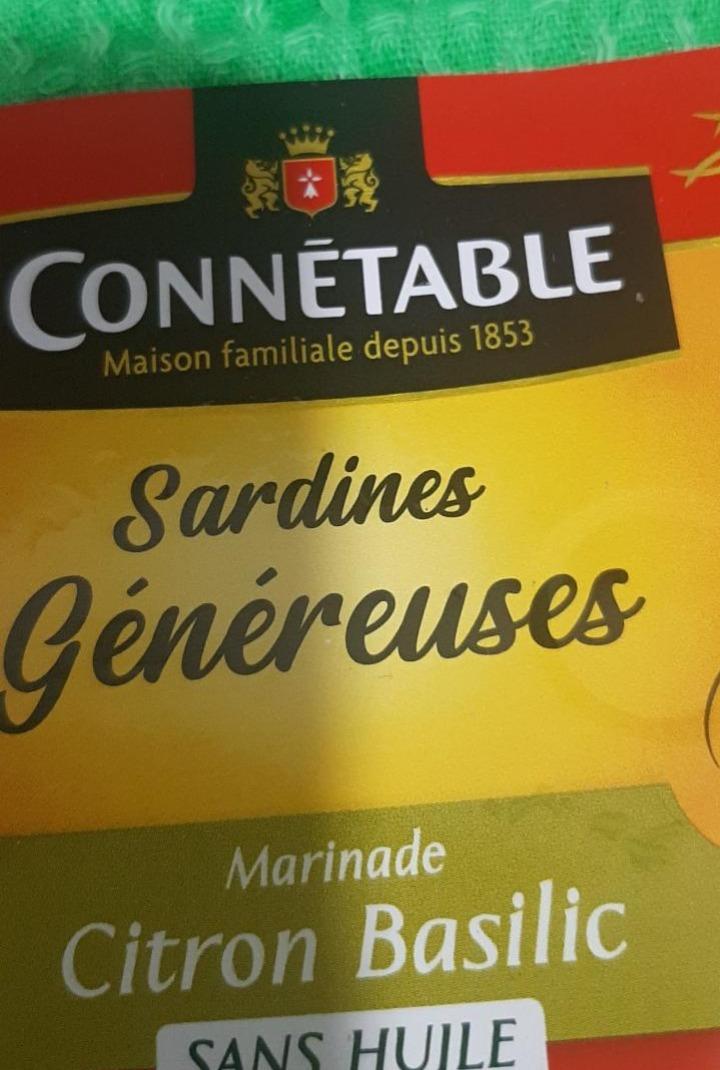 CONNÉTABLE
Maison familiale depuis 1853
Sardines
Généreuses
Marinade
Citron Basilic
SANS HUILE